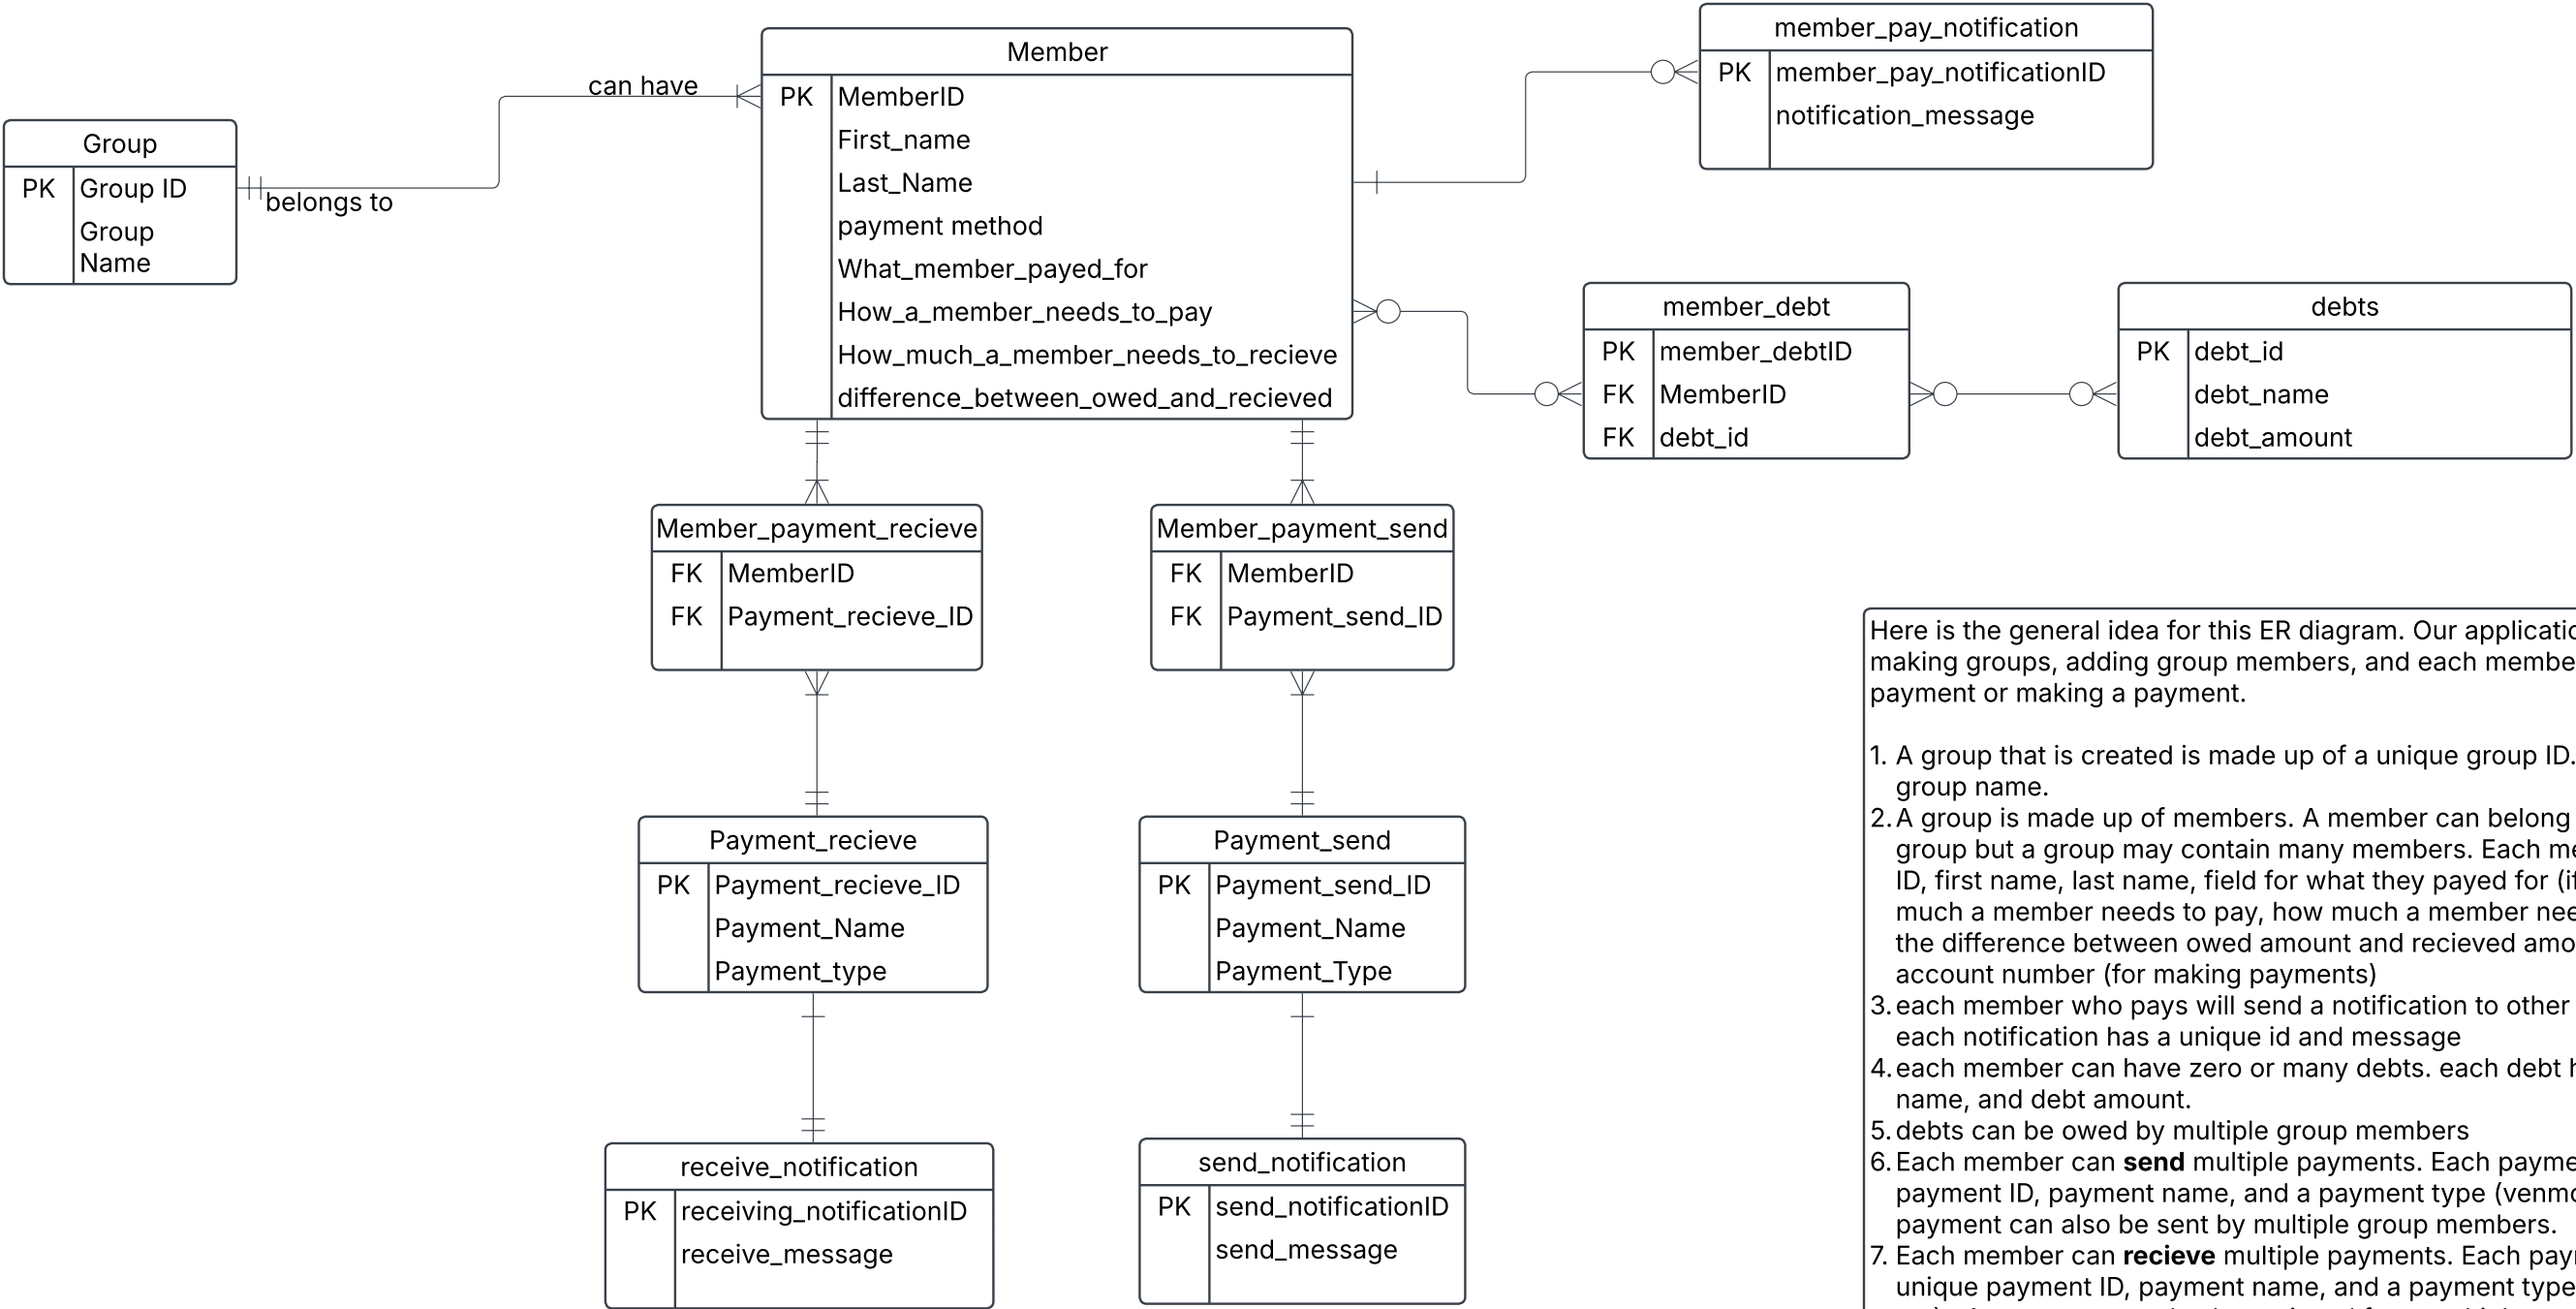 member_pay_notification
PK member_pay_notificationID
notification_message
Member
PK MemberID
First_name
Last_Name
payment method
What_member_payed_for
How_a_member_needs_to_pay
How_much_a_member_needs_to_recieve
difference_between_owed_and_recieved
can have
Group
PK Group ID
Group
Name
belongs to
member_debt
PK member_debtID
FK MemberID
FK debt_id
debts
PK debt_id
debt_name
debt_amount
Member_payment_recieve
FK MemberID
FK Payment_recieve_ID
Member_payment_send
FK MemberID
FK Payment_send_ID
Payment_recieve
PK Payment_recieve_ID
Payment_Name
Payment_type
Payment_send
PK Payment_send_ID
Payment_Name
Payment_Type
receive_notification
PK receiving_notificationID
receive_message
send_notification
PK send_notificationID
send_message
Here is the general idea for this ER diagram. Our
making groups, adding group members, and each
payment or making a payment.
1. A group that is created is made up of a unique group ID.
group name.
2. A group is made up of members. A member can belong
group but a group may contain many members. Each
ID, first name, last name, field for what they payed for
much a member needs to pay, how much a member
the difference between owed amount and recieved
account number (for making payments)
3. each member who pays will send a notification to other
each notification has a unique id and message
4. each member can have zero or many debts. each debt
name, and debt amount.
5. debts can be owed by multiple group members
6. Each member can send multiple payments. Each
payment ID, payment name, and a payment type
payment can also be sent by multiple group members.
7. Each member can recieve multiple payments. Each
unique payment ID, payment name, and a payment type